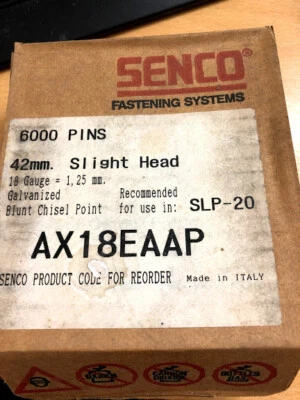 SENCO
FASTENING SYSTEMS
6000 PINS
42mm. Slight Head
18 Gauge = 1,25 mm.
Galvanized Recommended
Blunt Chisel Point for use in: SLP-20
AX18EAAP
SENCO PRODUCT CODE FOR REORDER Made in ITALY